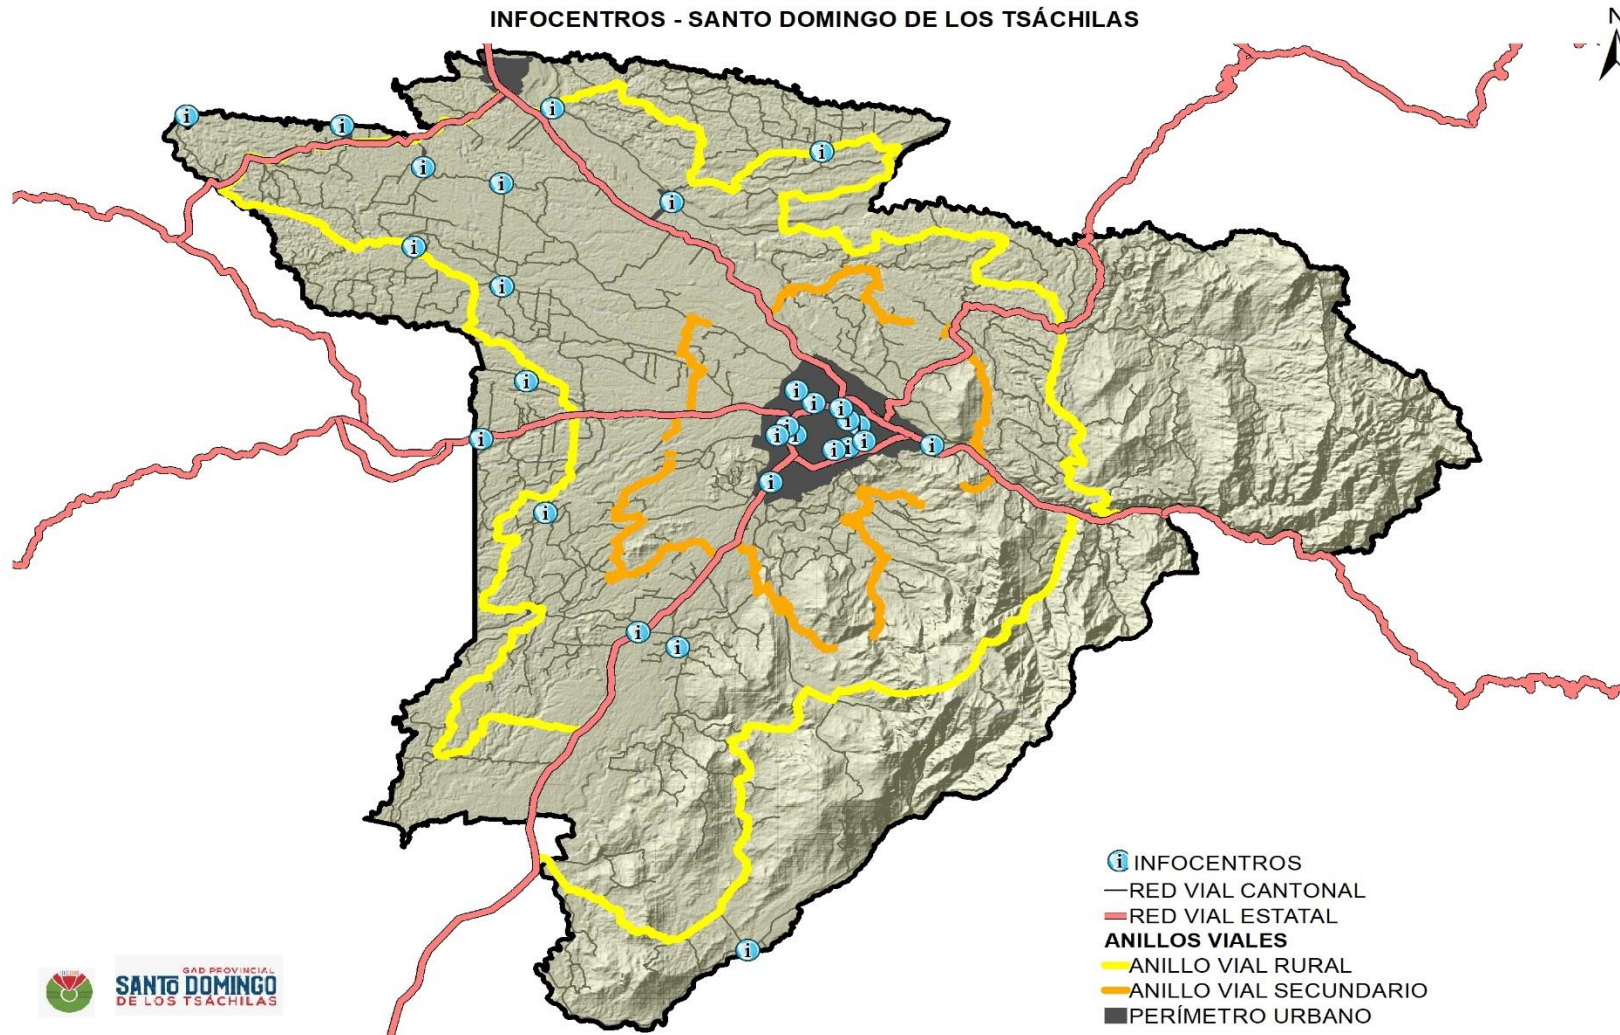 INFOCENTROS - SANTO DOMINGO DE LOS TSÁCHILAS
N
INFOCENTROS
RED VIAL CANTONAL
RED VIAL ESTATAL
ANILLOS VIALES
ANILLO VIAL RURAL
ANILLO VIAL SECUNDARIO
PERÍMETRO URBANO
GAD PROVINCIAL
SANTO DOMINGO
DE LOS TSÁCHILAS